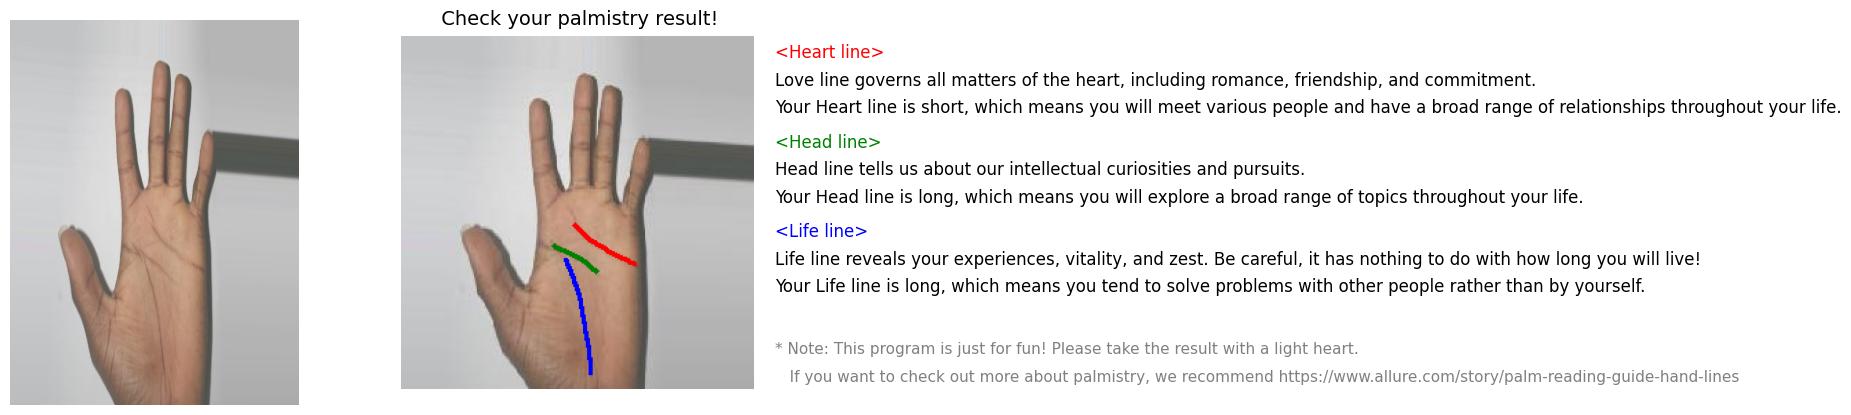 Check your palmistry result!
<Heart line>
Love line governs all matters of the heart, including romance, friendship, and commitment.
Your Heart line is short, which means you will meet various people and have a broad range of relationships throughout your life.
<Head line>
Head line tells us about our intellectual curiosities and pursuits.
Your Head line is long, which means you will explore a broad range of topics throughout your life.
<Life line>
Life line reveals your experiences, vitality, and zest. Be careful, it has nothing to do with how long you will live!
Your Life line is long, which means you tend to solve problems with other people rather than by yourself.
* Note: This program is just for fun! Please take the result with a light heart.
If you want to check out more about palmistry, we recommend https://www.allure.com/story/palm-reading-guide-hand-lines